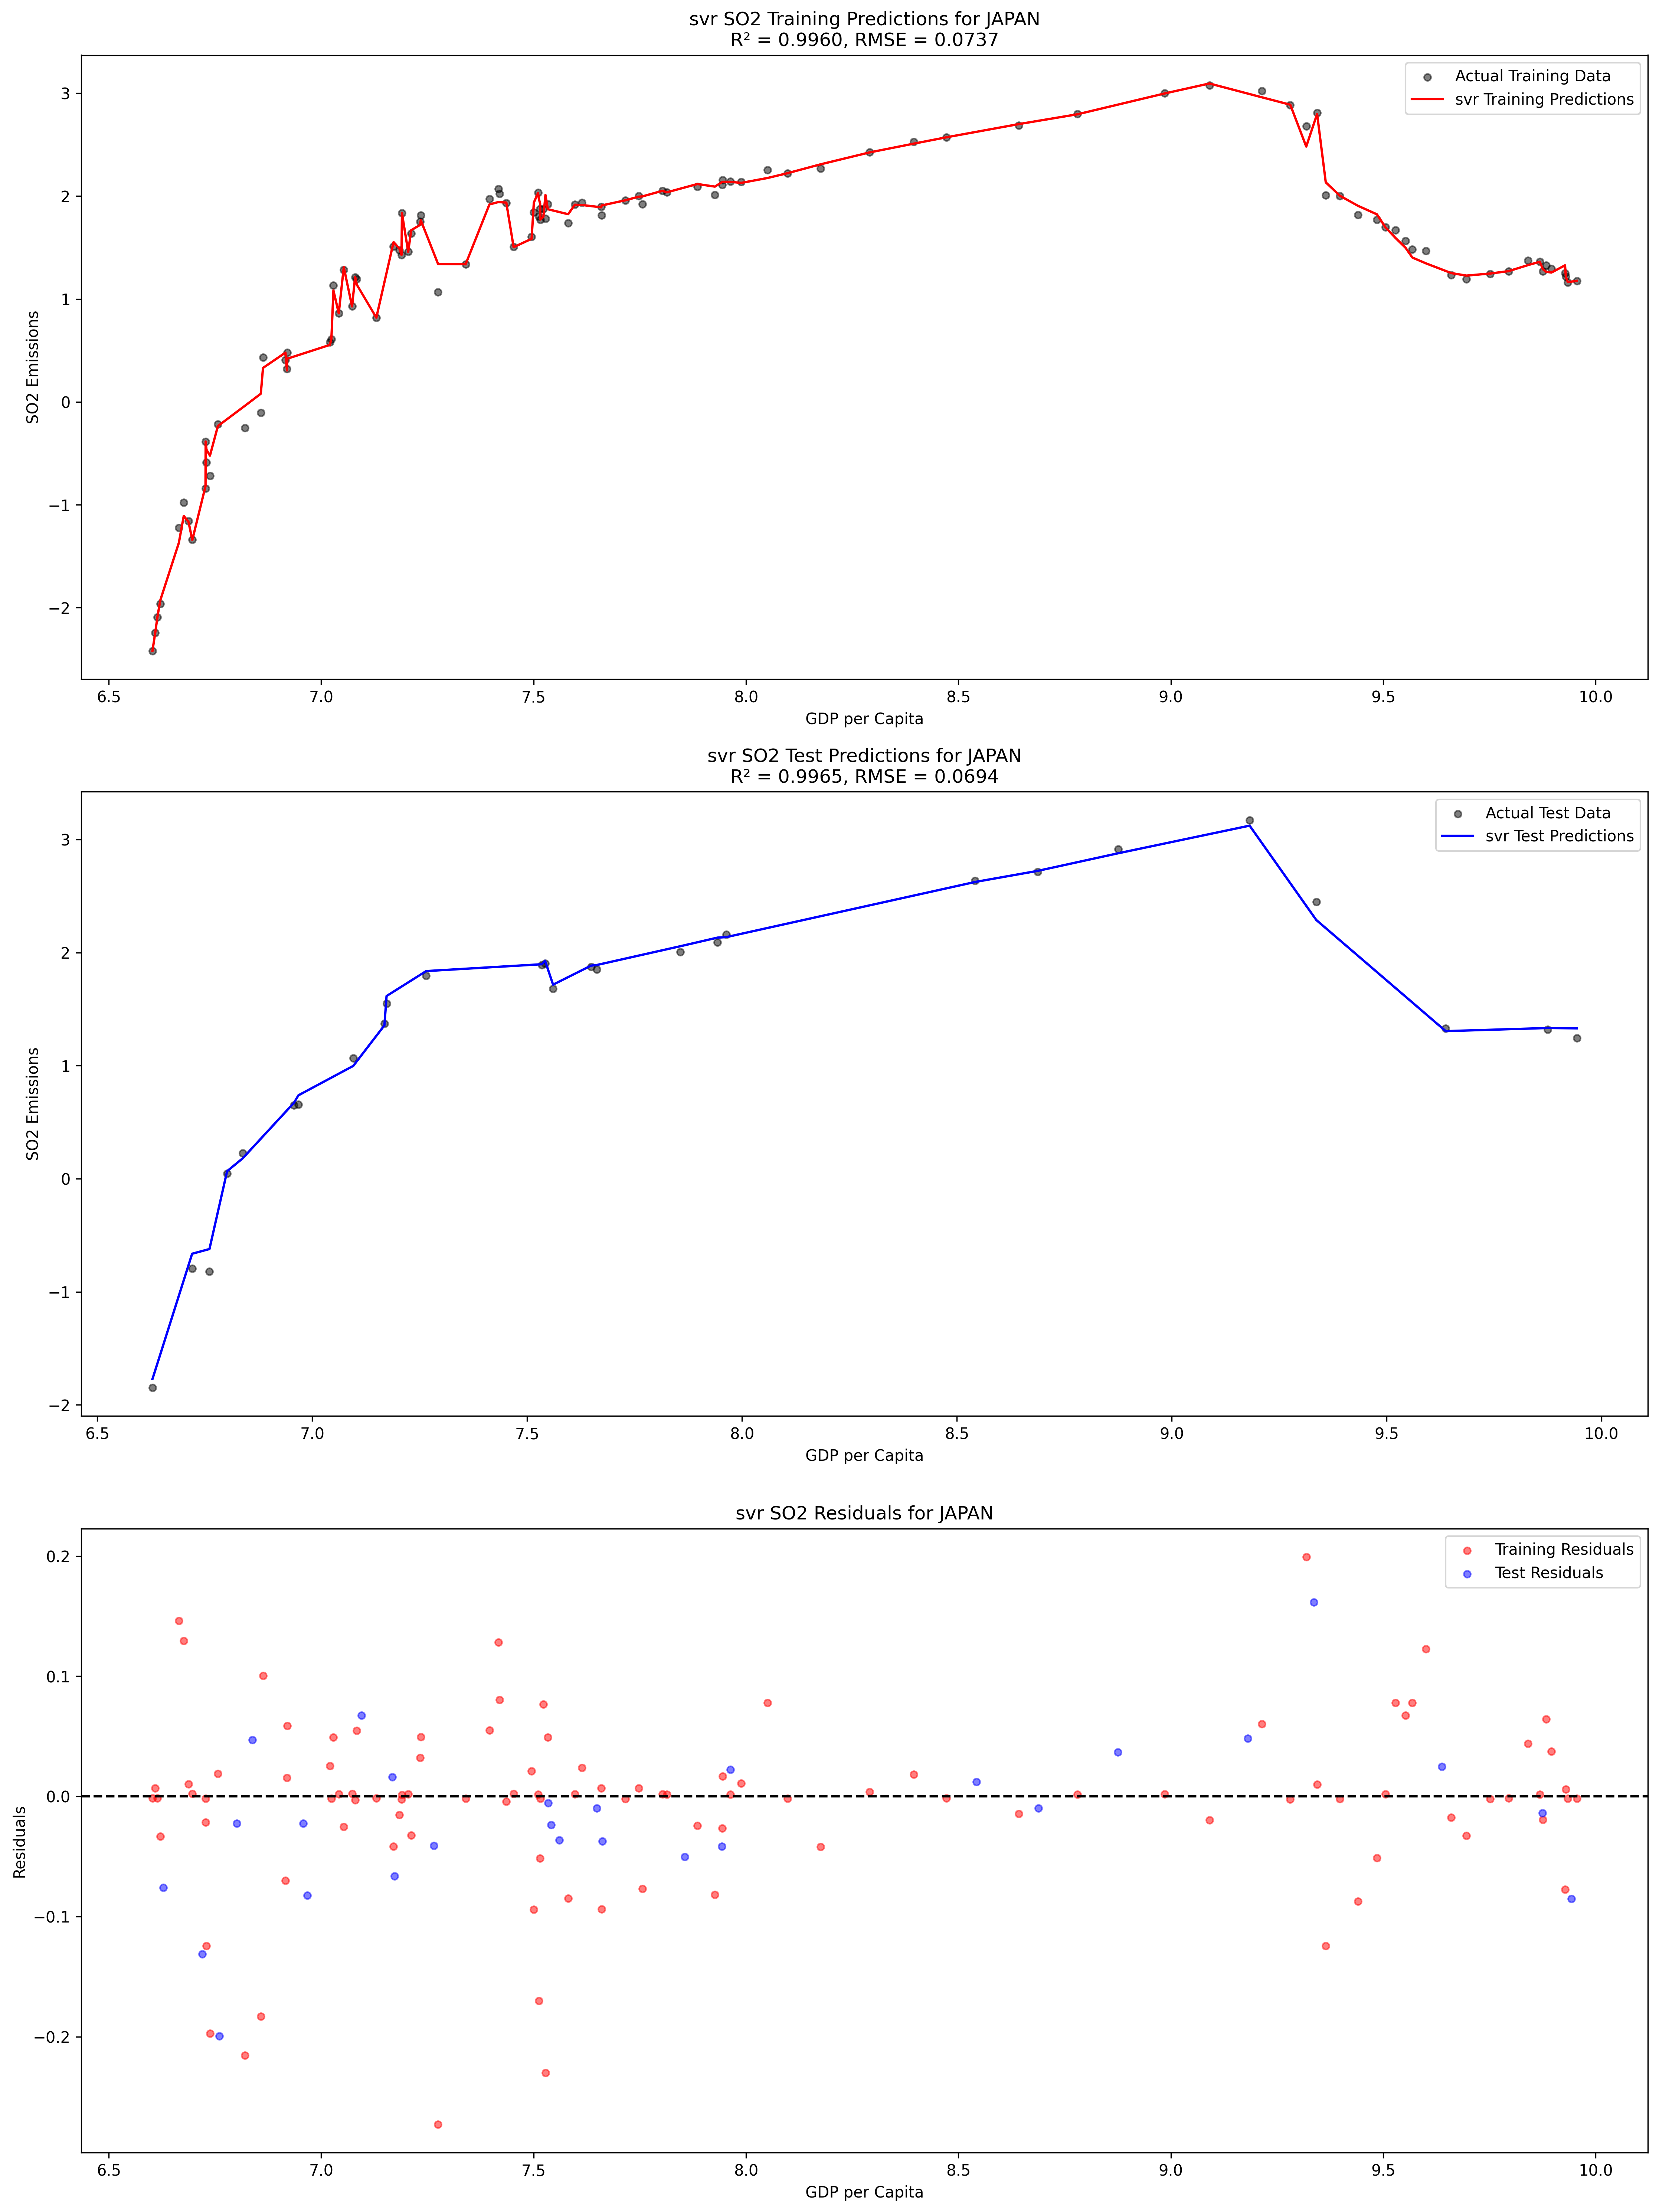 svr SO2 Training Predictions for JAPAN
R² = 0.9960, RMSE = 0.0737
Actual Training Data
svr Training Predictions
SO2 Emissions
3
2
1
0
−1
−2
6.5 7.0 7.5 8.0 8.5 9.0 9.5 10.0
GDP per Capita
svr SO2 Test Predictions for JAPAN
R² = 0.9965, RMSE = 0.0694
Actual Test Data
svr Test Predictions
SO2 Emissions
3
2
1
0
−1
−2
6.5 7.0 7.5 8.0 8.5 9.0 9.5 10.0
GDP per Capita
svr SO2 Residuals for JAPAN
Training Residuals
Test Residuals
Residuals
0.2
0.1
0.0
−0.1
−0.2
6.5 7.0 7.5 8.0 8.5 9.0 9.5 10.0
GDP per Capita